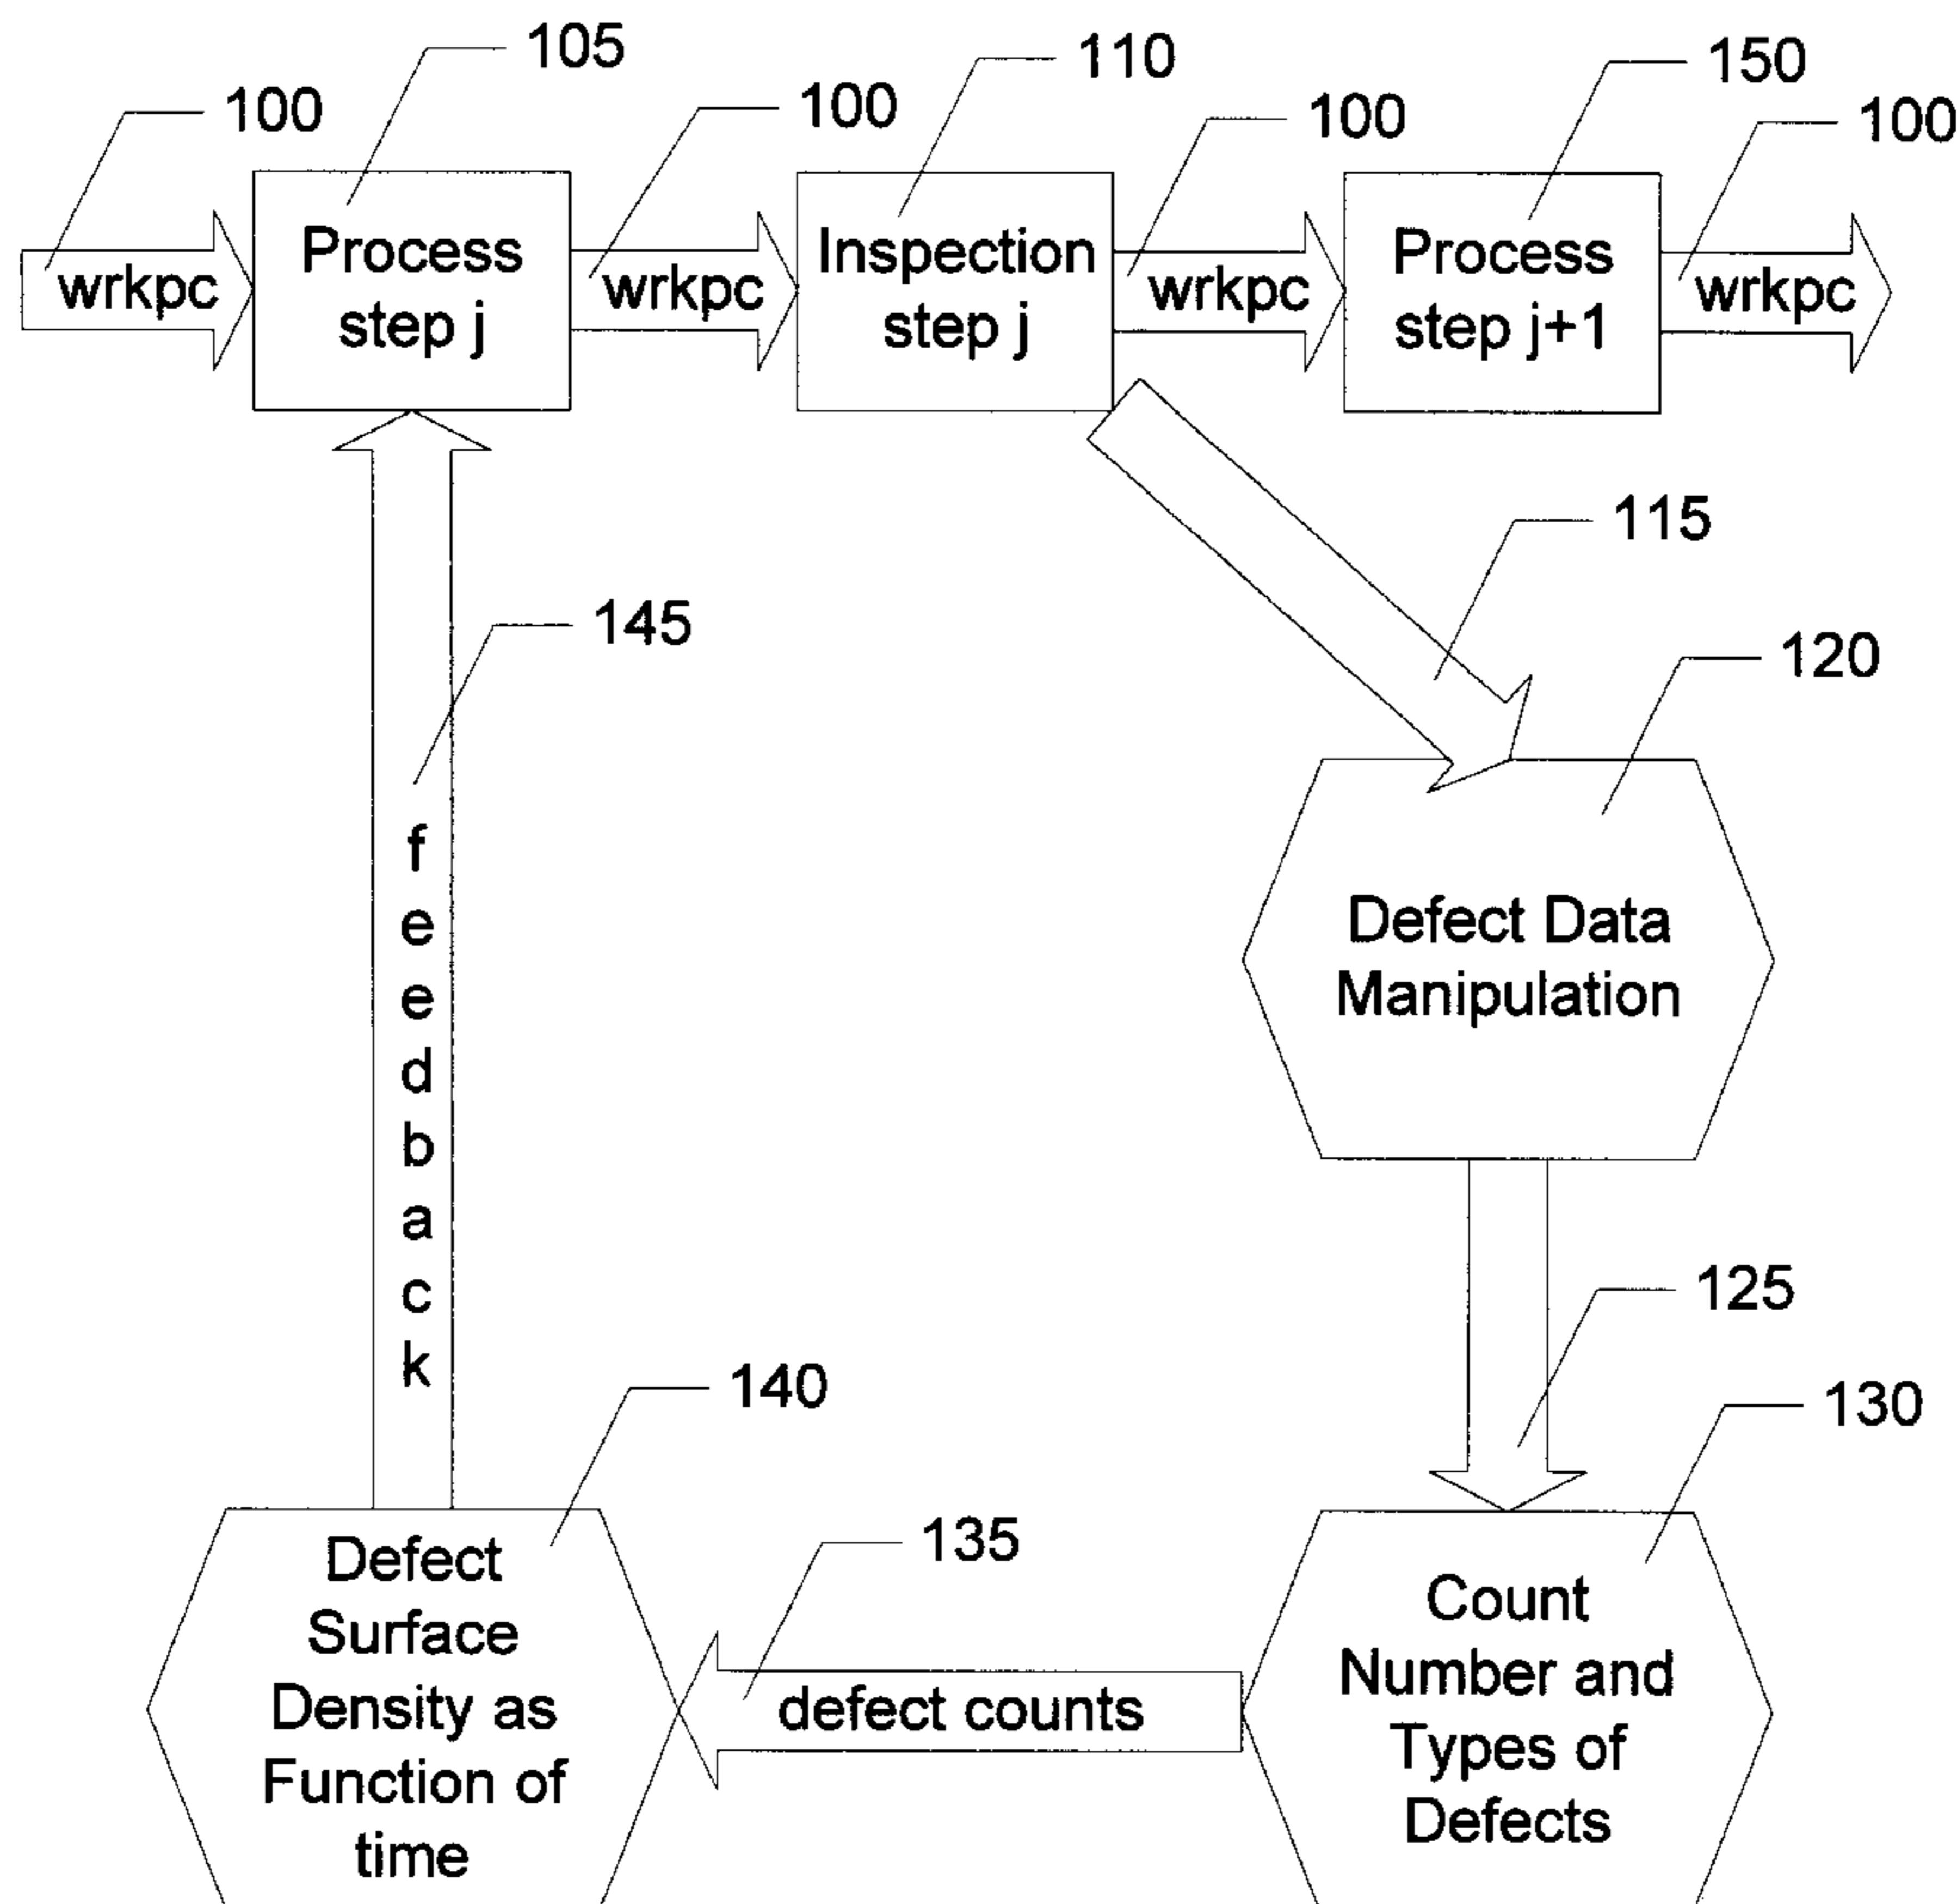 105
110
150
100
100
100
100
Process
step j
Inspection
step j
Process
step j+1
wrkpc
wrkpc
wrkpc
wrkpc
115
145
120
feedback
Defect Data
Manipulation
125
140
130
135
Defect
Surface
Density as
Function of
time
defect counts
Count
Number and
Types of
Defects